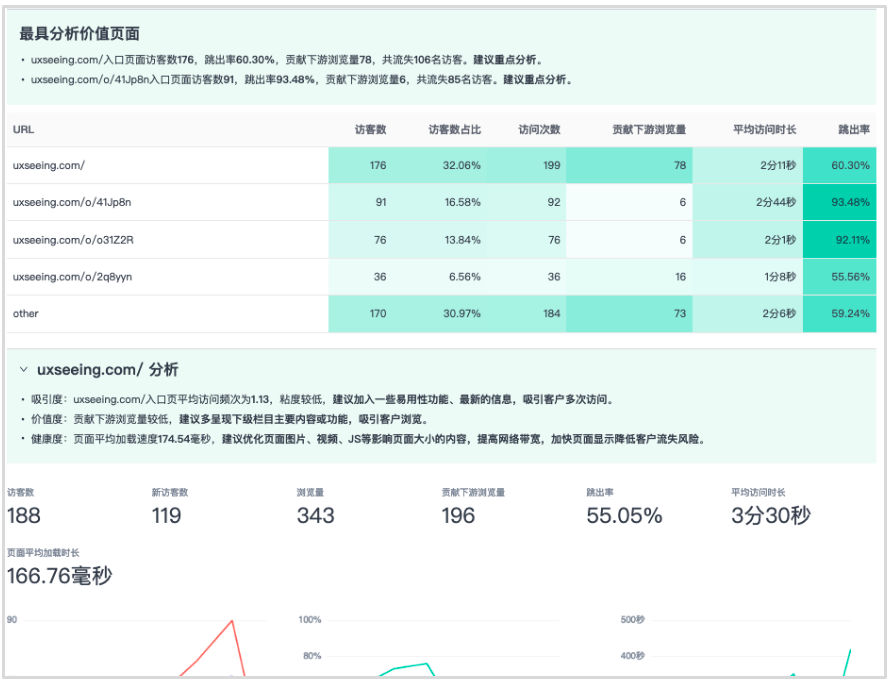 最具分析价值页面
• uxseeing.com/入口页面访客数176，跳出率60.30%，贡献下游浏览量78，共流失106名访客。建议重点分析。
• uxseeing.com/o/41Jp8n入口页面访客数91，跳出率93.48%，贡献下游浏览量6，共流失85名访客。建议重点分析。
URL 访客数 访客数占比 访问次数 贡献下游浏览量 平均访问时长 跳出率
uxseeing.com/ 176 32.06% 199 78 2分11秒 60.30%
uxseeing.com/o/41Jp8n 91 16.58% 92 6 2分44秒 93.48%
uxseeing.com/o/o31Z2R 76 13.84% 76 6 2分1秒 92.11%
uxseeing.com/o/2q8yyn 36 6.56% 36 16 1分8秒 55.56%
other 170 30.97% 184 73 2分6秒 59.24%
uxseeing.com/ 分析
• 吸引度：uxseeing.com/入口页平均访问频次为1.13，粘度较低，建议加入一些易用性功能、最新的信息，吸引客户多次访问。
• 价值度：贡献下游浏览量较低，建议多呈现下级栏目主要内容或功能，吸引客户浏览。
• 健康度：页面平均加载速度174.54毫秒，建议优化页面图片、视频、JS等影响页面大小的内容，提高网络带宽，加快页面显示降低客户流失风险。
访客数 新访客数 浏览量 贡献下游浏览量 跳出率 平均访问时长
188 119 343 196 55.05% 3分30秒
页面平均加载时长
166.76毫秒
90 100% 500秒
80% 400秒